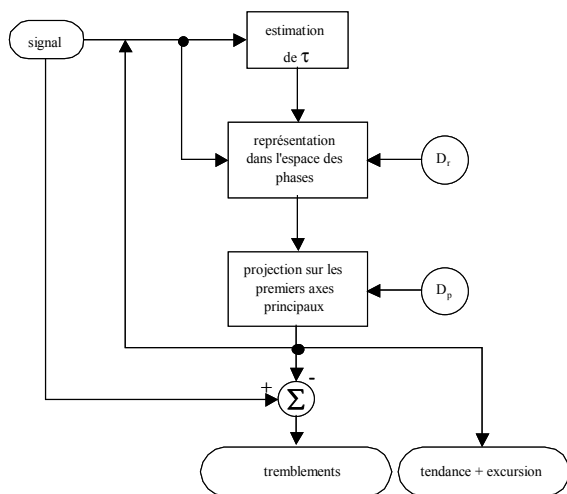 estimation
de τ
signal
représentation
dans l'espace des
phases
D_r
projection sur les
premiers axes
principaux
D_p
+
-
Σ
tremblements
tendance + excursion